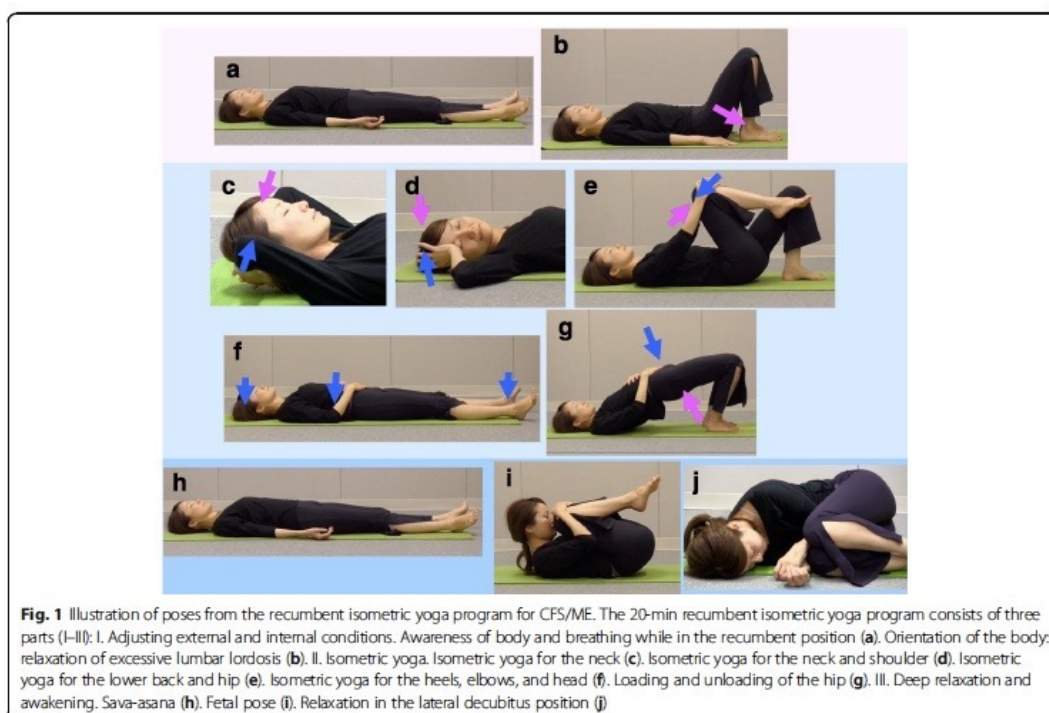 a
b
c
d
e
f
g
h
i
j
Fig. 1 Illustration of poses from the recumbent isometric yoga program for CFS/ME. The 20-min recumbent isometric yoga program consists of three
parts (I–III): I. Adjusting external and internal conditions. Awareness of body and breathing while in the recumbent position (a). Orientation of the body:
relaxation of excessive lumbar lordosis (b). II. Isometric yoga. Isometric yoga for the neck (c). Isometric yoga for the neck and shoulder (d). Isometric
yoga for the lower back and hip (e). Isometric yoga for the heels, elbows, and head (f). Loading and unloading of the hip (g). III. Deep relaxation and
awakening. Sava-asana (h). Fetal pose (i). Relaxation in the lateral decubitus position (j)